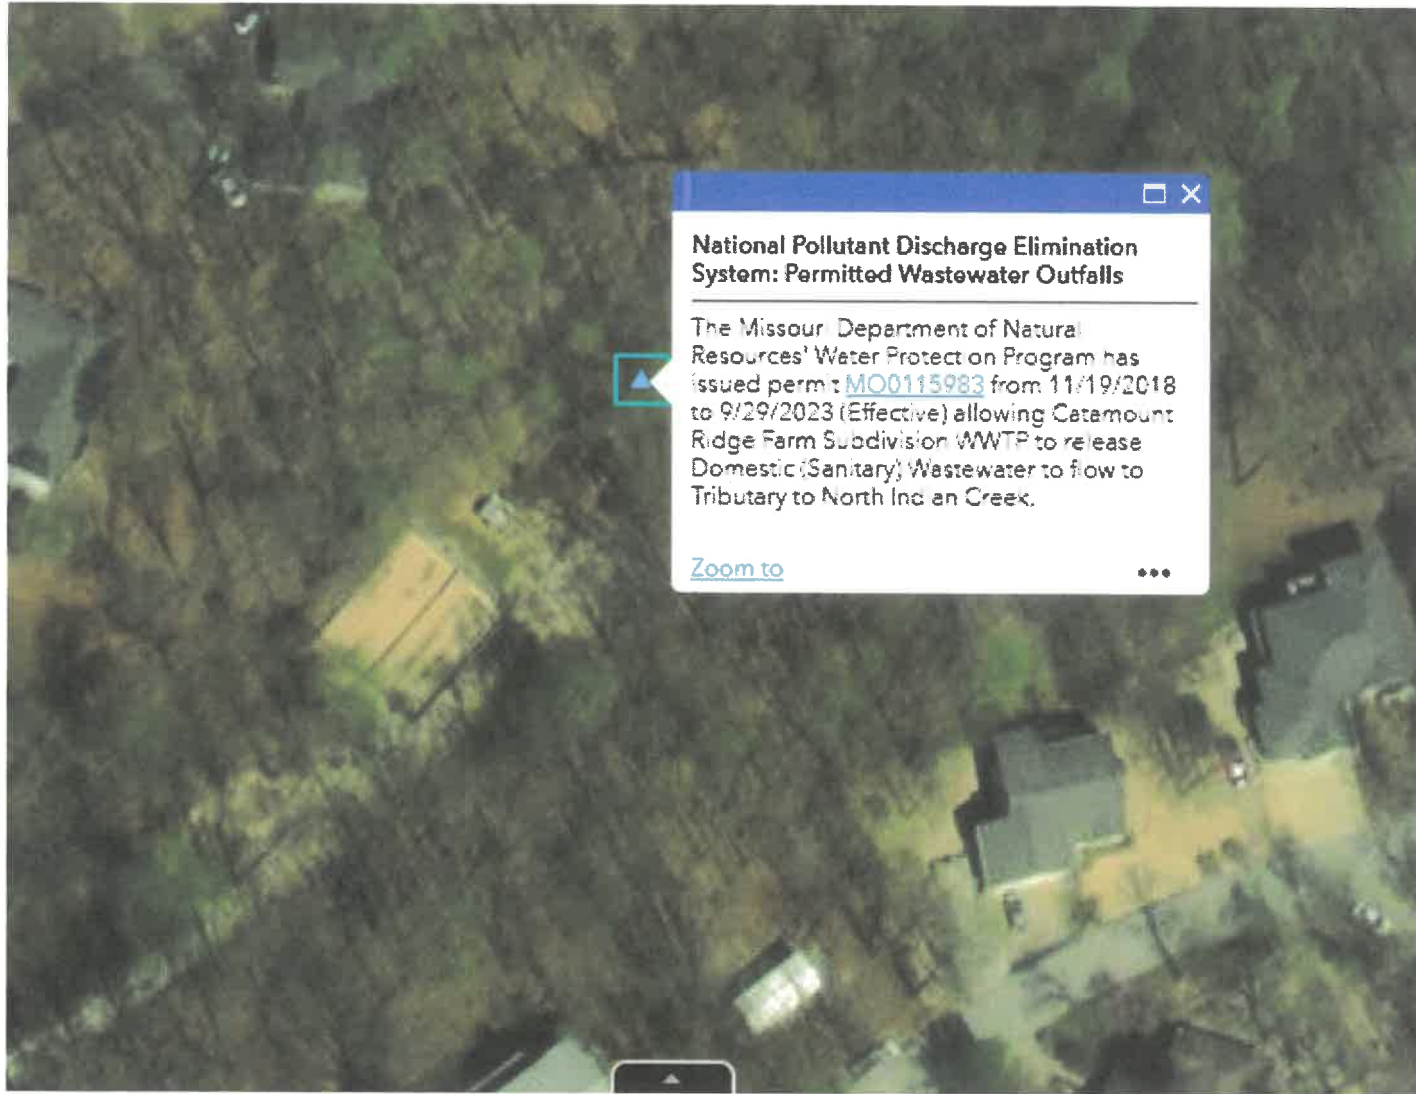 National Pollutant Discharge Elimination
System: Permitted Wastewater Outfalls
The Missouri Department of Natural
Resources' Water Protection Program has
issued permit MO0115983 from 11/19/2018
to 9/29/2023 (Effective) allowing Catamount
Ridge Farm Subdivision WWTP to release
Domestic (Sanitary) Wastewater to flow to
Tributary to North Indian Creek.
Zoom to